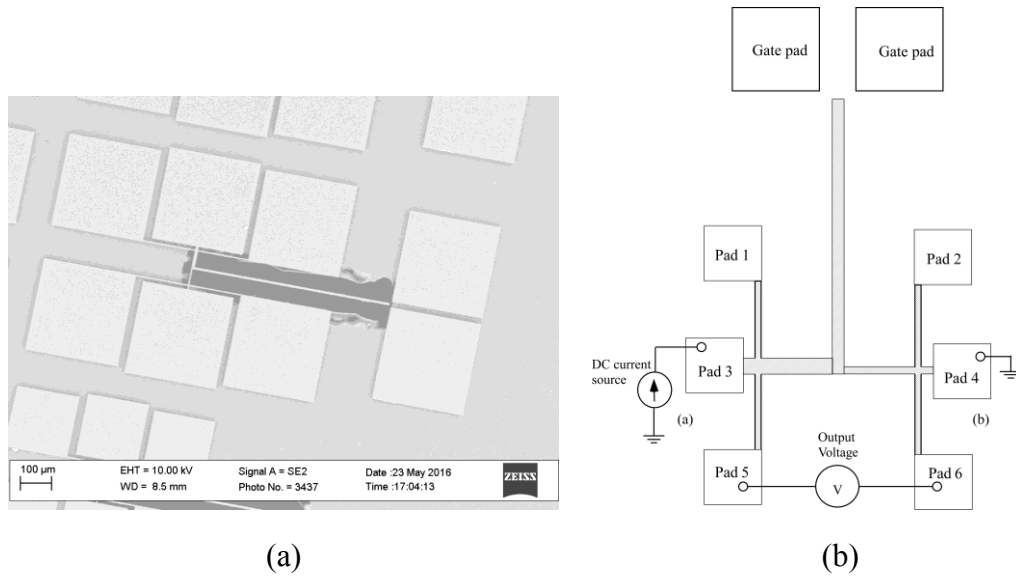 Gate pad
Gate pad
Pad 1
Pad 2
DC current
source
Pad 3
Pad 4
(a)
(b)
Output
Voltage
Pad 5
V
Pad 6
100 µm
EHT = 10.00 kV
Signal A = SE2
Date :23 May 2016
WD = 8.5 mm
Photo No. = 3437
Time :17:04:13
ZEISS
(a)
(b)